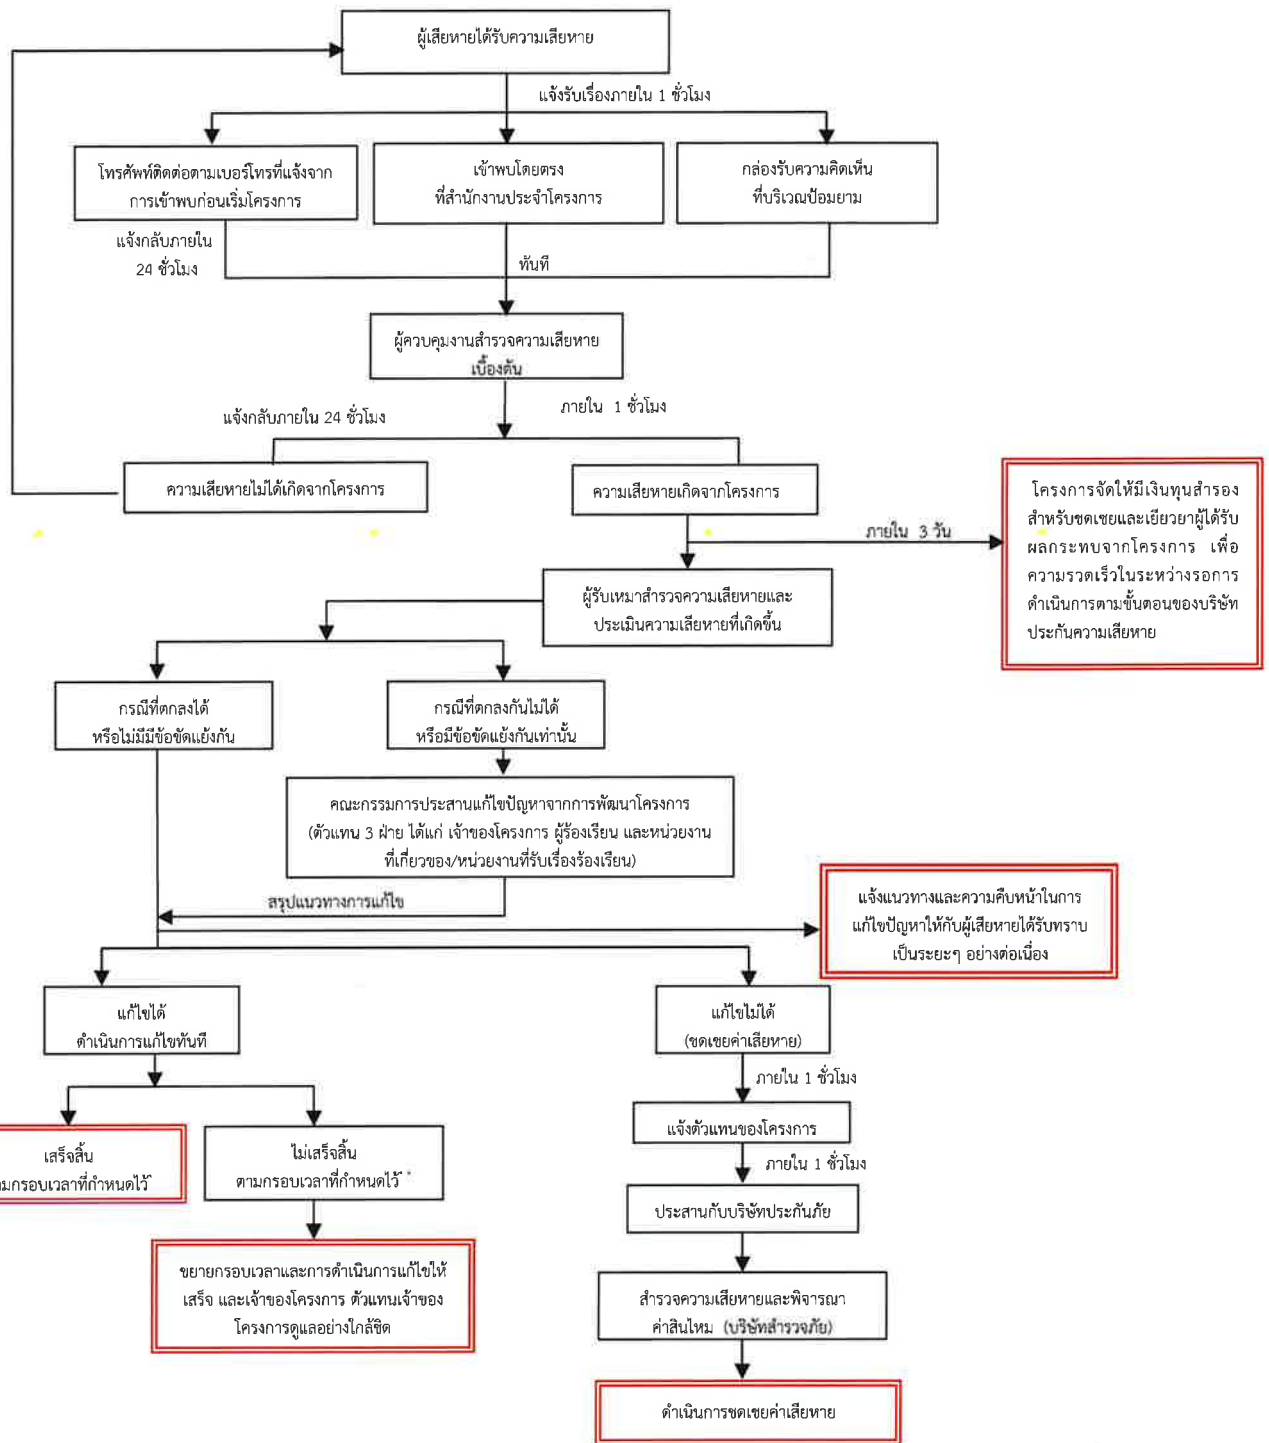 ผู้เสียหายได้รับความเสียหาย
แจ้งรับเรื่องภายใน 1 ชั่วโมง
โทรศัพท์ติดต่อตามเบอร์โทรที่แจ้งจาก
การเข้าพบก่อนเริ่มโครงการ
เข้าพบโดยตรง
ที่สำนักงานประจำโครงการ
กล่องรับความคิดเห็น
ที่บริเวณป้อมยาม
แจ้งกลับภายใน
24 ชั่วโมง
ทันที
ผู้ควบคุมงานสำรวจความเสียหาย
เบื้องต้น
แจ้งกลับภายใน 24 ชั่วโมง
ภายใน 1 ชั่วโมง
ความเสียหายไม่ได้เกิดจากโครงการ
ความเสียหายเกิดจากโครงการ
ภายใน 3 วัน
โครงการจัดให้มีเงินทุนสำรอง
สำหรับชดเชยและเยียวยาผู้ได้รับ
ผลกระทบจากโครงการ เพื่อ
ความรวดเร็วในระหว่างรอการ
ดำเนินการตามขั้นตอนของบริษัท
ประกันความเสียหาย
ผู้รับเหมาสำรวจความเสียหายและ
ประเมินความเสียหายที่เกิดขึ้น
กรณีที่ตกลงได้
หรือไม่มีมีข้อขัดแย้งกัน
กรณีที่ตกลงกันไม่ได้
หรือมีข้อขัดแย้งกันเท่านั้น
คณะกรรมการประสานแก้ไขปัญหาจากการพัฒนาโครงการ
(ตัวแทน 3 ฝ่าย ได้แก่ เจ้าของโครงการ ผู้ร้องเรียน และหน่วยงาน
ที่เกี่ยวของ/หน่วยงานที่รับเรื่องร้องเรียน)
สรุปแนวทางการแก้ไข
แจ้งแนวทางและความคืบหน้าในการ
แก้ไขปัญหาให้กับผู้เสียหายได้รับทราบ
เป็นระยะๆ อย่างต่อเนื่อง
แก้ไขได้
ดำเนินการแก้ไขทันที
แก้ไขไม่ได้
(ชดเชยค่าเสียหาย)
ภายใน 1 ชั่วโมง
แจ้งตัวแทนของโครงการ
ภายใน 1 ชั่วโมง
เสร็จสิ้น
ามกรอบเวลาที่กำหนดไว้*
ไม่เสร็จสิ้น
ตามกรอบเวลาที่กำหนดไว้**
ประสานกับบริษัทประกันภัย
ขยายกรอบเวลาและการดำเนินการแก้ไขให้
เสร็จ และเจ้าของโครงการ ตัวแทนเจ้าของ
โครงการดูแลอย่างใกล้ชิด
สำรวจความเสียหายและพิจารณา
ค่าสินไหม (บริษัทสำรวจภัย)
ดำเนินการชดเชยค่าเสียหาย